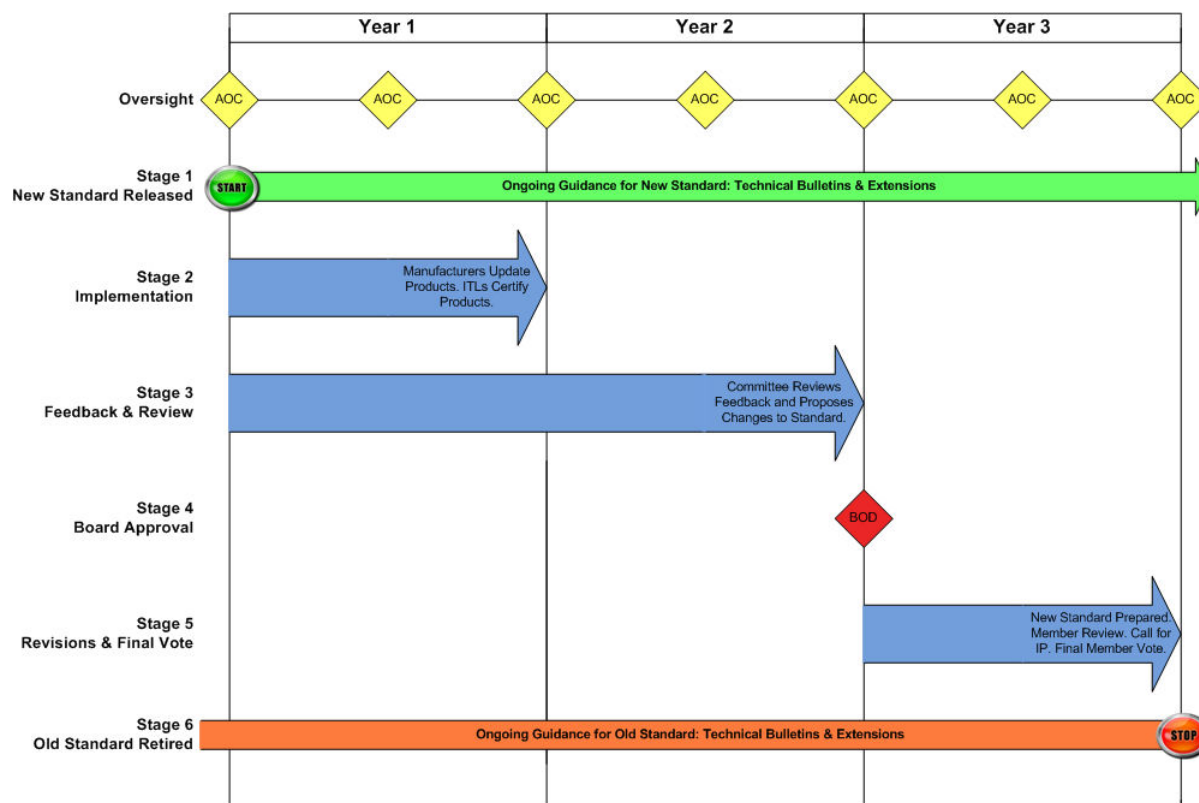 Year 1
Year 2
Year 3
Oversight
AOC
AOC
AOC
AOC
AOC
AOC
AOC
Stage 1
New Standard Released
START
Ongoing Guidance for New Standard: Technical Bulletins & Extensions
Stage 2
Implementation
Manufacturers Update
Products. ITLs Certify
Products.
Stage 3
Feedback & Review
Committee Reviews
Feedback and Proposes
Changes to Standard.
Stage 4
Board Approval
BOD
Stage 5
Revisions & Final Vote
New Standard Prepared.
Member Review. Call for
IP. Final Member Vote.
Stage 6
Old Standard Retired
Ongoing Guidance for Old Standard: Technical Bulletins & Extensions
STOP